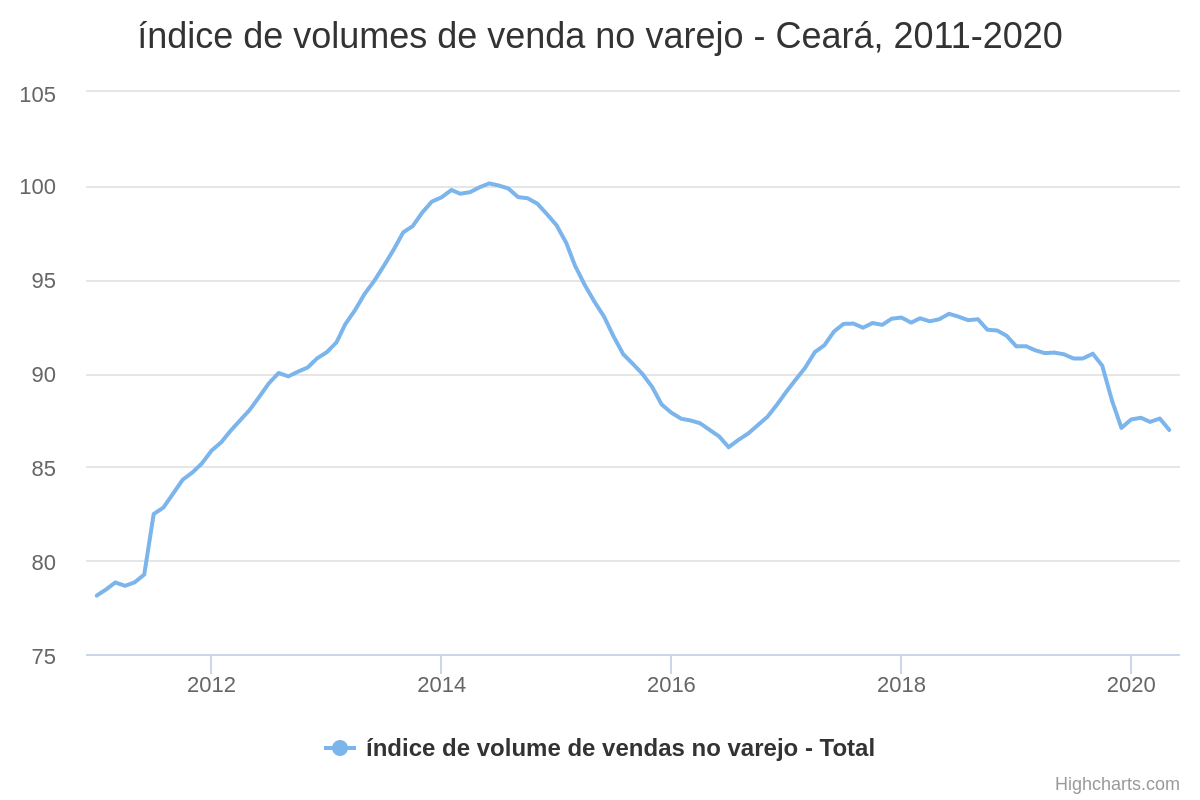 índice de volumes de venda no varejo - Ceará, 2011-2020
105
100
95
90
85
80
75
2012 2014 2016 2018 2020
índice de volume de vendas no varejo - Total
Highcharts.com